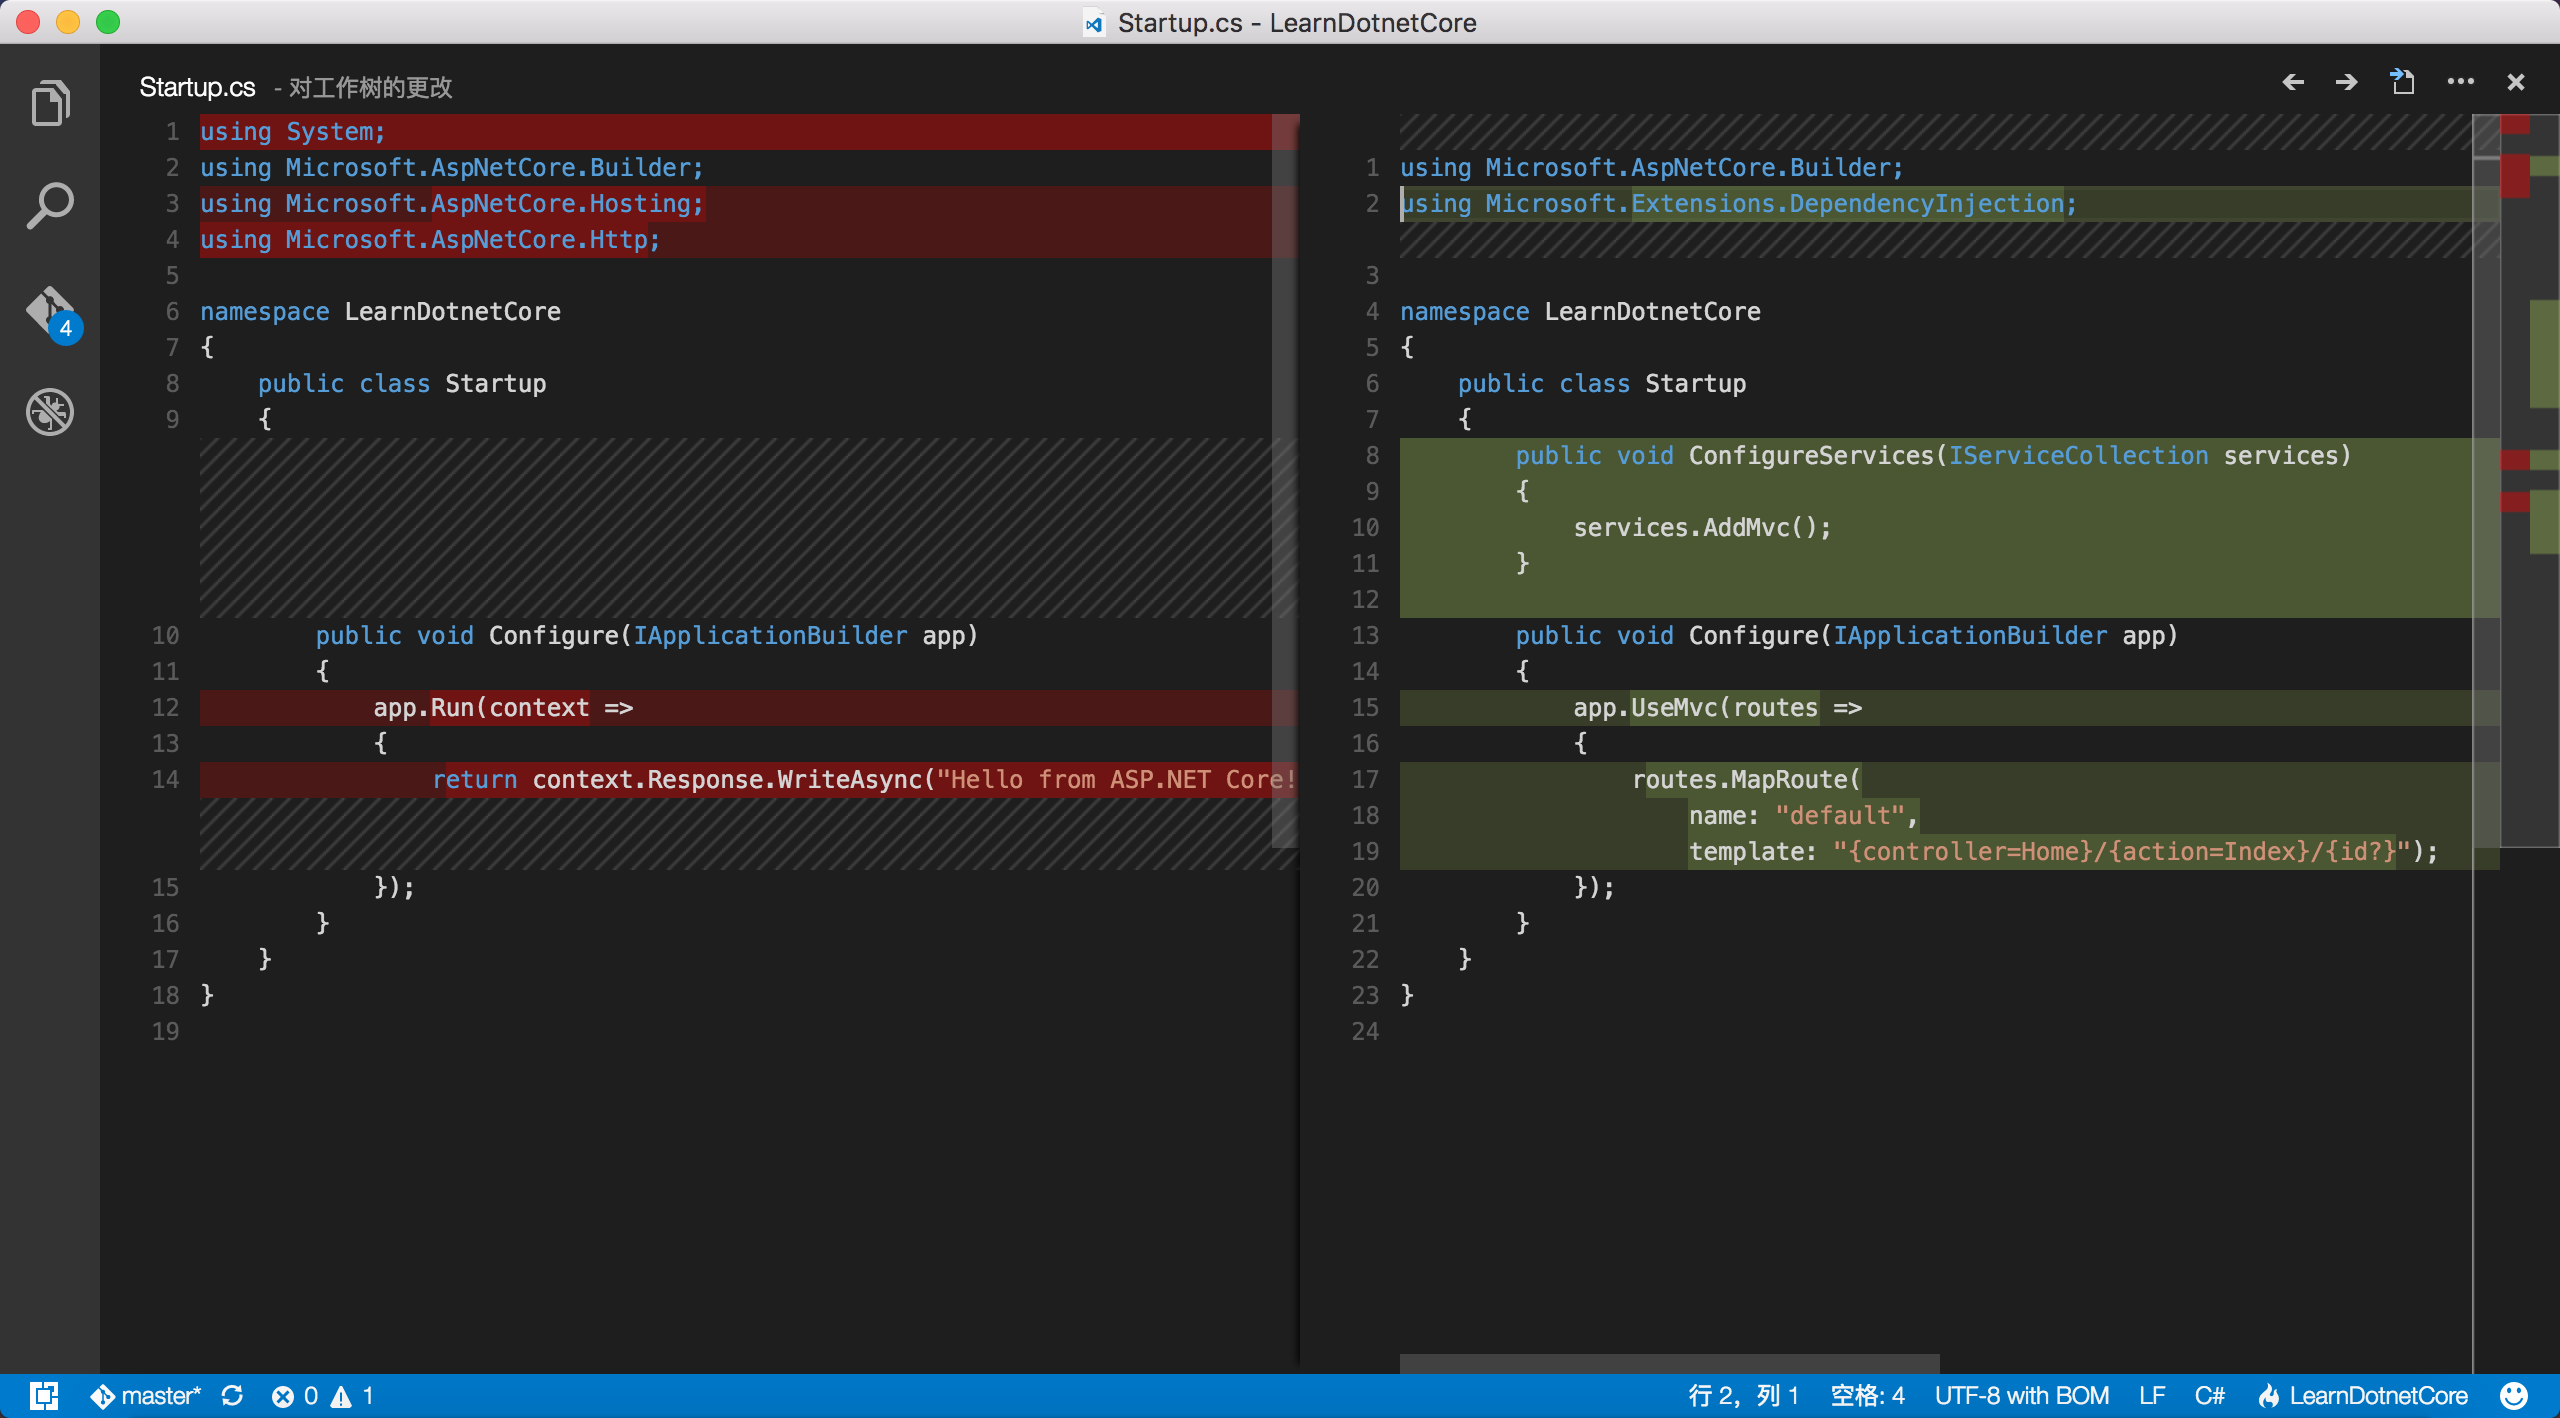 Startup.cs - LearnDotnetCore
Startup.cs - 对工作树的更改
1 using System;
2 using Microsoft.AspNetCore.Builder;
3 using Microsoft.AspNetCore.Hosting;
4 using Microsoft.AspNetCore.Http;
5
6 namespace LearnDotnetCore
7 {
8     public class Startup
9     {
10         public void Configure(IApplicationBuilder app)
11         {
12             app.Run(context =>
13             {
14                 return context.Response.WriteAsync("Hello from ASP.NET Core!
15             });
16         }
17     }
18 }
19
1 using Microsoft.AspNetCore.Builder;
2 using Microsoft.Extensions.DependencyInjection;
3
4 namespace LearnDotnetCore
5 {
6     public class Startup
7     {
8         public void ConfigureServices(IServiceCollection services)
9         {
10             services.AddMvc();
11         }
12
13         public void Configure(IApplicationBuilder app)
14         {
15             app.UseMvc(routes =>
16             {
17                 routes.MapRoute(
18                     name: "default",
19                     template: "{controller=Home}/{action=Index}/{id?}");
20             });
21         }
22     }
23 }
24
4
master* 0 1 行 2，列 1 空格: 4 UTF-8 with BOM LF C# LearnDotnetCore